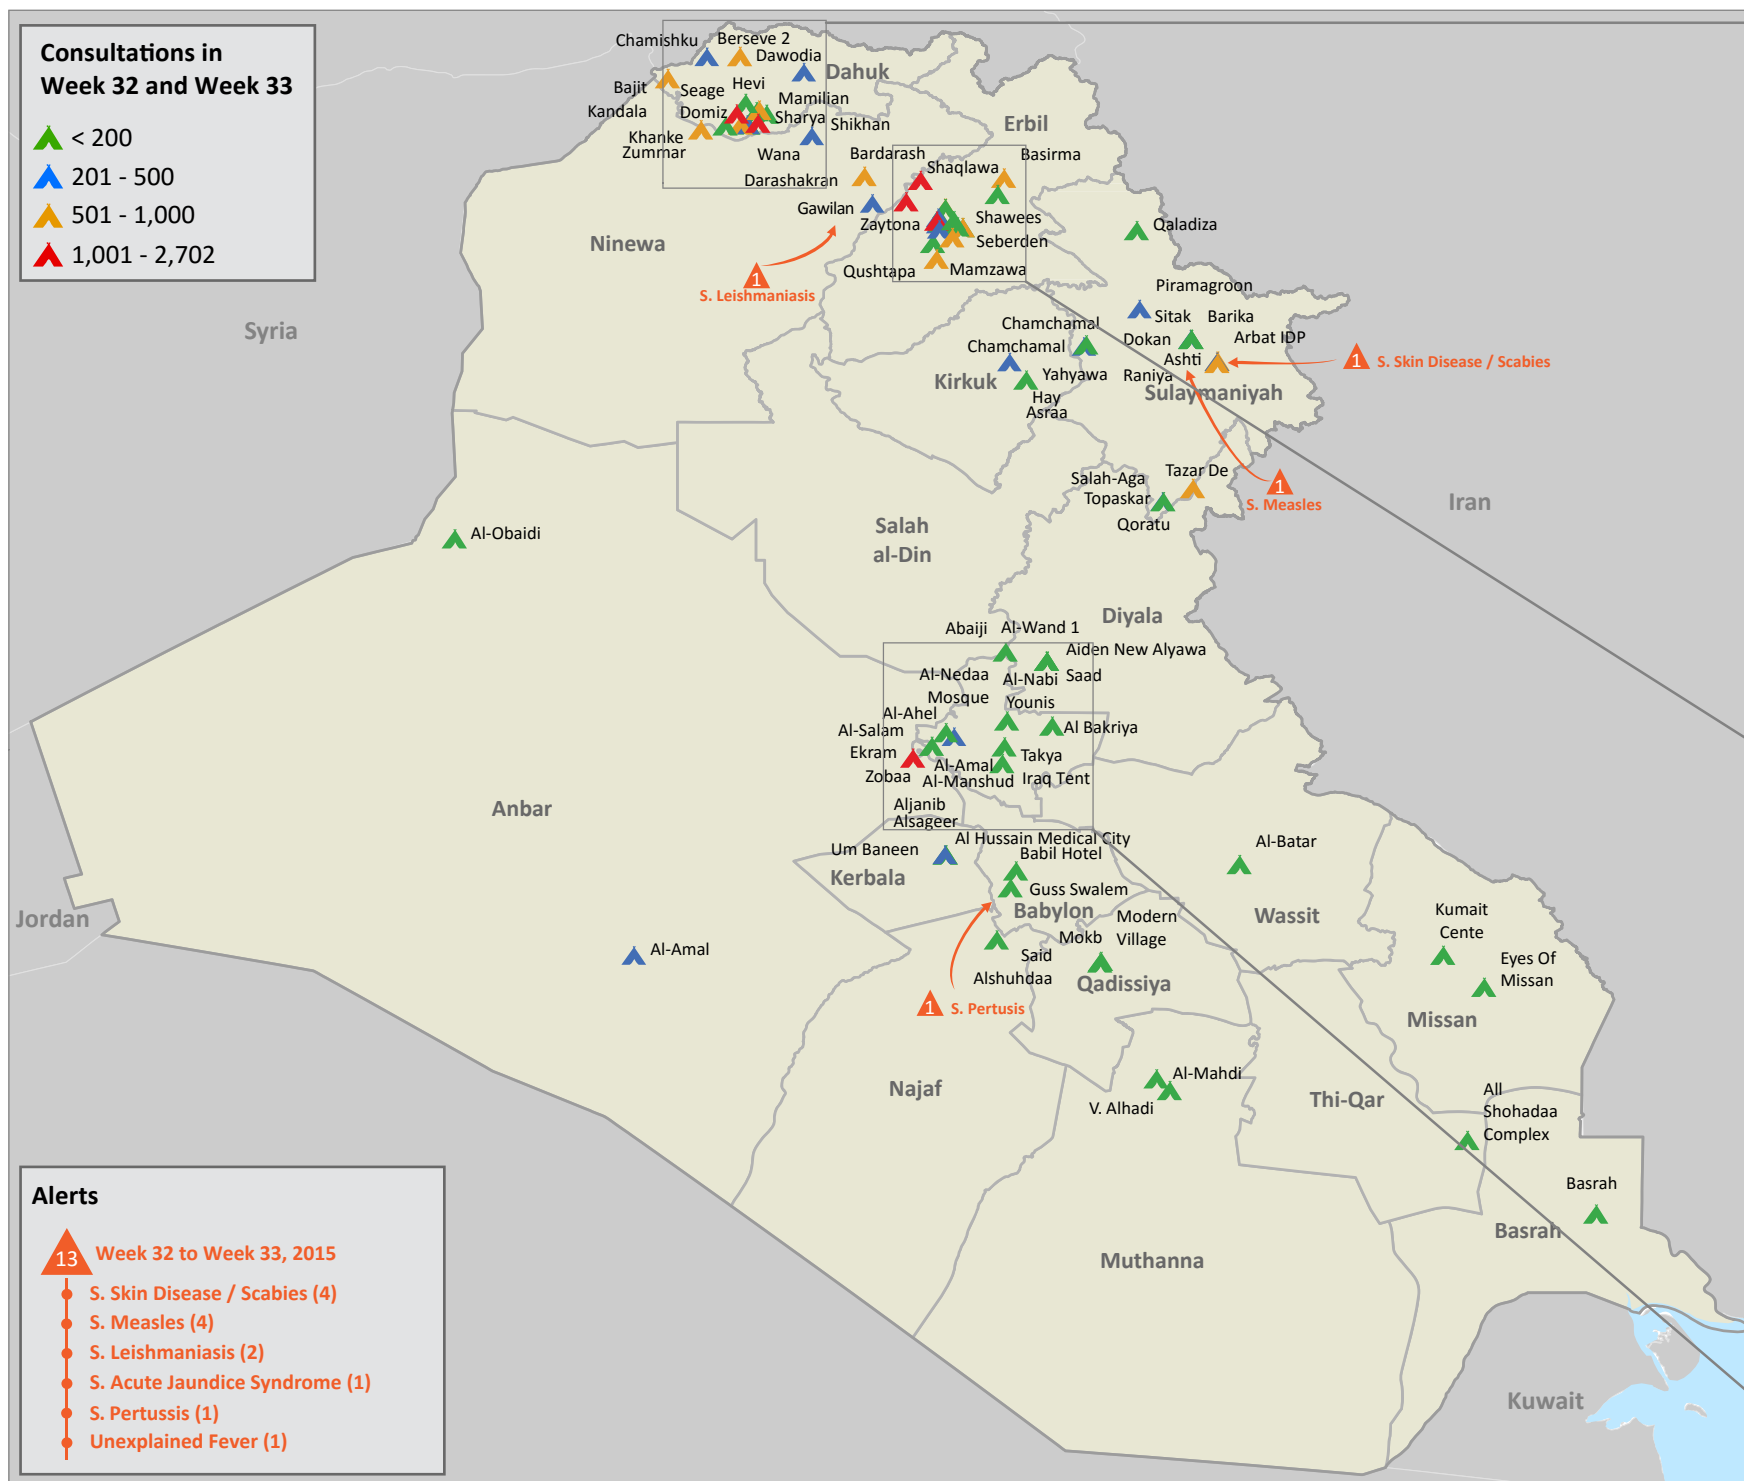 Consultations in
Week 32 and Week 33
< 200
201 - 500
501 - 1,000
1,001 - 2,702
Chamishku
Berseve 2
Dawodia
Dahuk
Bajit
Kandala
Seage
Hevi
Domiz
Mamilian
Sharya
Shikhan
Khanke
Zummar
Wana
Erbil
Bardarash
Shaqlawa
Basirma
Darashakran
Gawilan
Zaytona
Shawees
Seberden
Qushtapa
Mamzawa
Qaladiza
Ninewa
1
S. Leishmaniasis
Syria
Piramagroon
Sitak
Barika
Dokan
Arbat IDP
Ashti
Raniya
Sulaymaniyah
1
S. Skin Disease / Scabies
Chamchamal
Chamchamal
Kirkuk
Yahyawa
Hay
Asraa
1
S. Measles
Iran
Salah-Aga
Tazar De
Topaskar
Qoratu
Al-Obaidi
Salah
al-Din
Diyala
Abaiji
Al-Wand 1
Aiden New Alyawa
Al-Nedaa
Al-Nabi
Saad
Mosque
Younis
Al-Ahel
Al Bakriya
Al-Salam
Ekram
Zobaa
Al-Amal
Takya
Al-Manshud
Iraq Tent
Aljanib
Alsageer
Anbar
Um Baneen
Al Hussain Medical City
Babil Hotel
Kerbala
Guss Swalem
Babylon
Al-Batar
Wassit
Modern
Village
Mokb
Said
Alshuhdaa
Qadissiya
Kumait
Cente
Eyes Of
Missan
Missan
Jordan
Al-Amal
1
S. Pertusis
Najaf
Al-Mahdi
V. Alhadi
Thi-Qar
All
Shohadaa
Complex
Basrah
Basrah
Muthanna
Kuwait
Alerts
13
Week 32 to Week 33, 2015
S. Skin Disease / Scabies (4)
S. Measles (4)
S. Leishmaniasis (2)
S. Acute Jaundice Syndrome (1)
S. Pertussis (1)
Unexplained Fever (1)